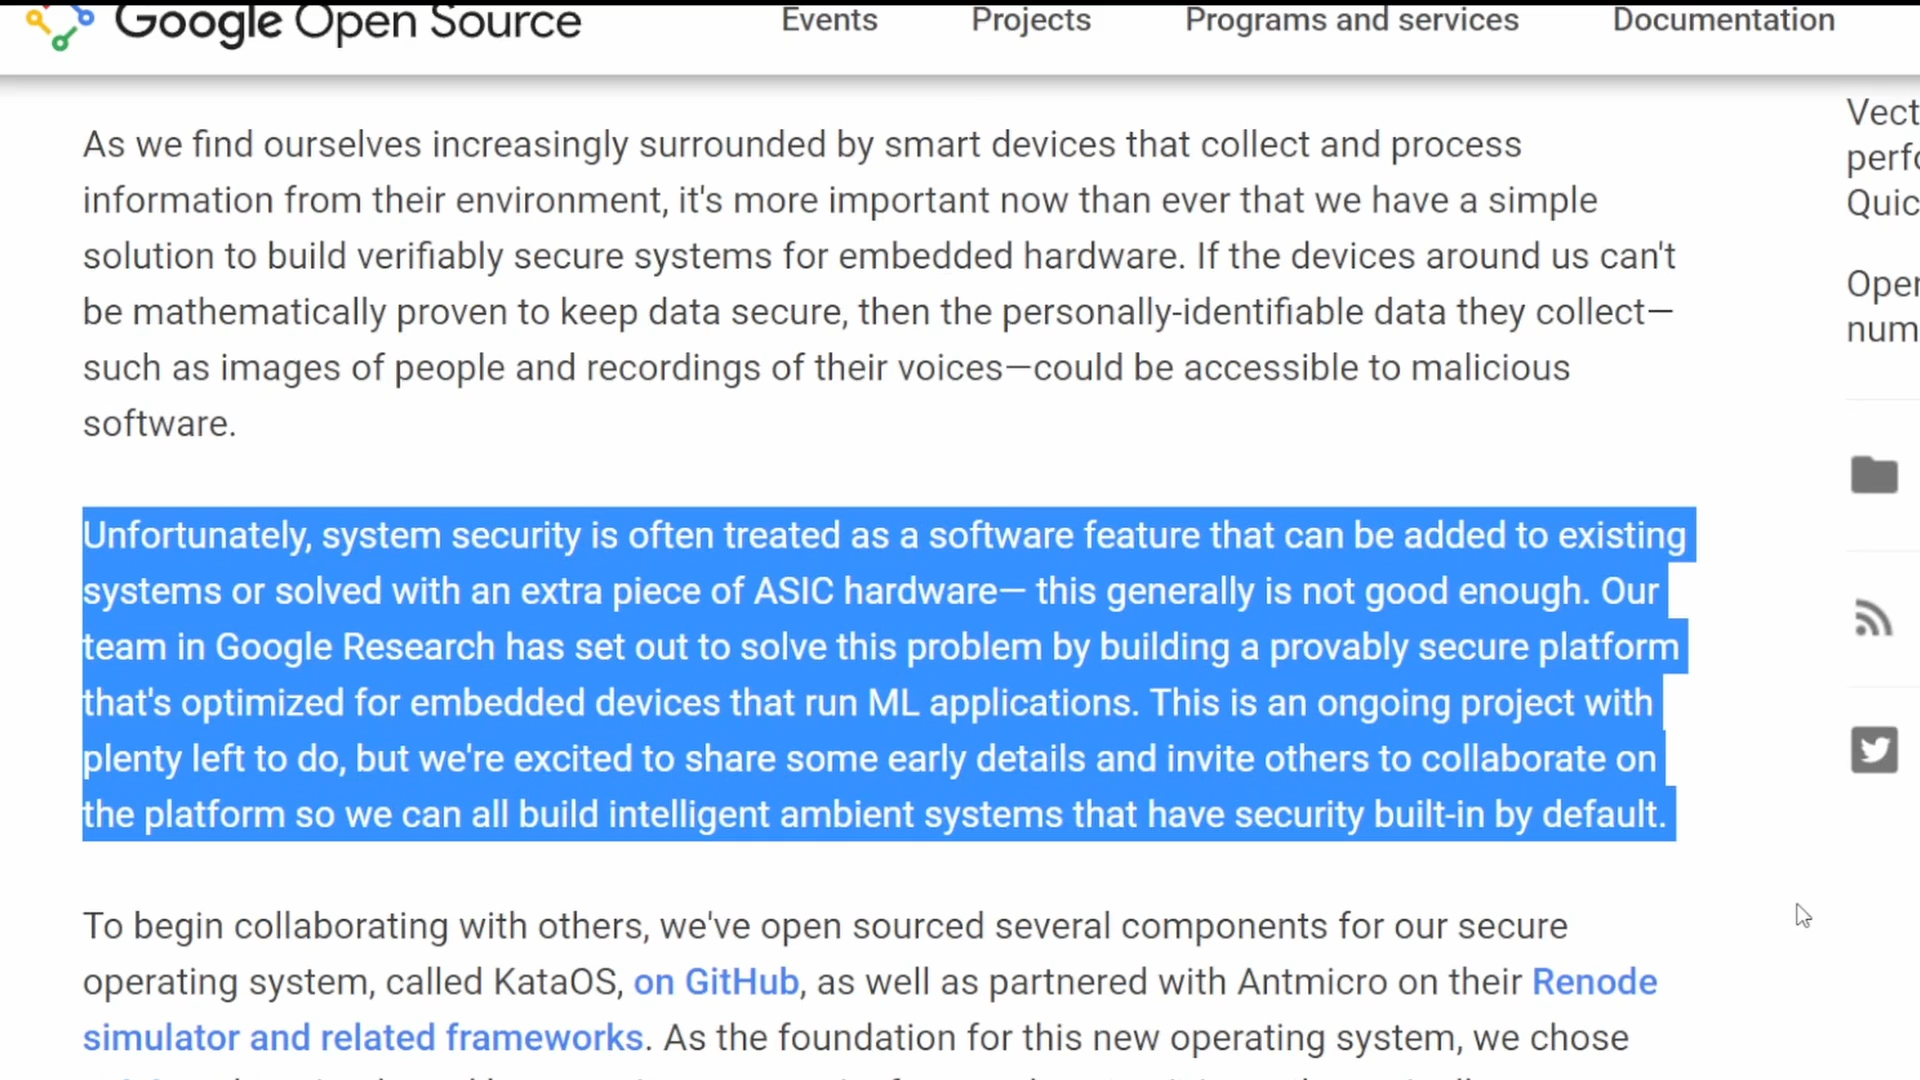 Google Open Source
Events
Projects
Programs and services
Documentation
As we find ourselves increasingly surrounded by smart devices that collect and process
information from their environment, it's more important now than ever that we have a simple
solution to build verifiably secure systems for embedded hardware. If the devices around us can't
be mathematically proven to keep data secure, then the personally-identifiable data they collect—
such as images of people and recordings of their voices—could be accessible to malicious
software.
Unfortunately, system security is often treated as a software feature that can be added to existing
systems or solved with an extra piece of ASIC hardware— this generally is not good enough. Our
team in Google Research has set out to solve this problem by building a provably secure platform
that's optimized for embedded devices that run ML applications. This is an ongoing project with
plenty left to do, but we're excited to share some early details and invite others to collaborate on
the platform so we can all build intelligent ambient systems that have security built-in by default.
To begin collaborating with others, we've open sourced several components for our secure
operating system, called KataOS, on GitHub, as well as partnered with Antmicro on their Renode
simulator and related frameworks. As the foundation for this new operating system, we chose
Vect
perfo
Quic
Oper
num